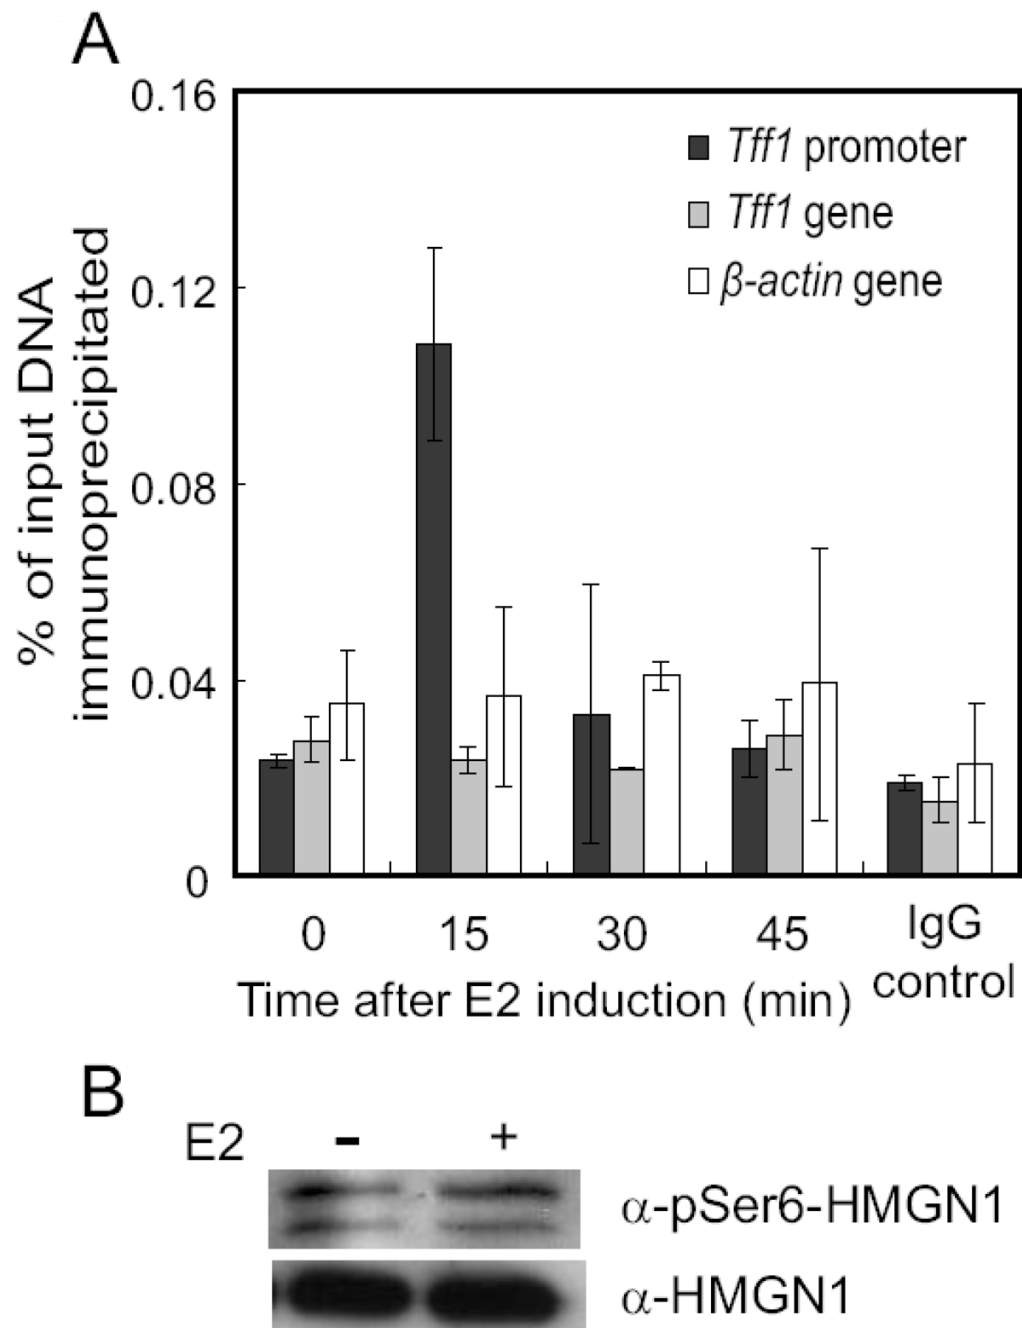 A
0.16
0.12
0.08
0.04
0
% of input DNA
immunoprecipitated
Tff1 promoter
Tff1 gene
β-actin gene
0 15 30 45 IgG
control
Time after E2 induction (min)
B
E2 - +
α-pSer6-HMGN1
α-HMGN1